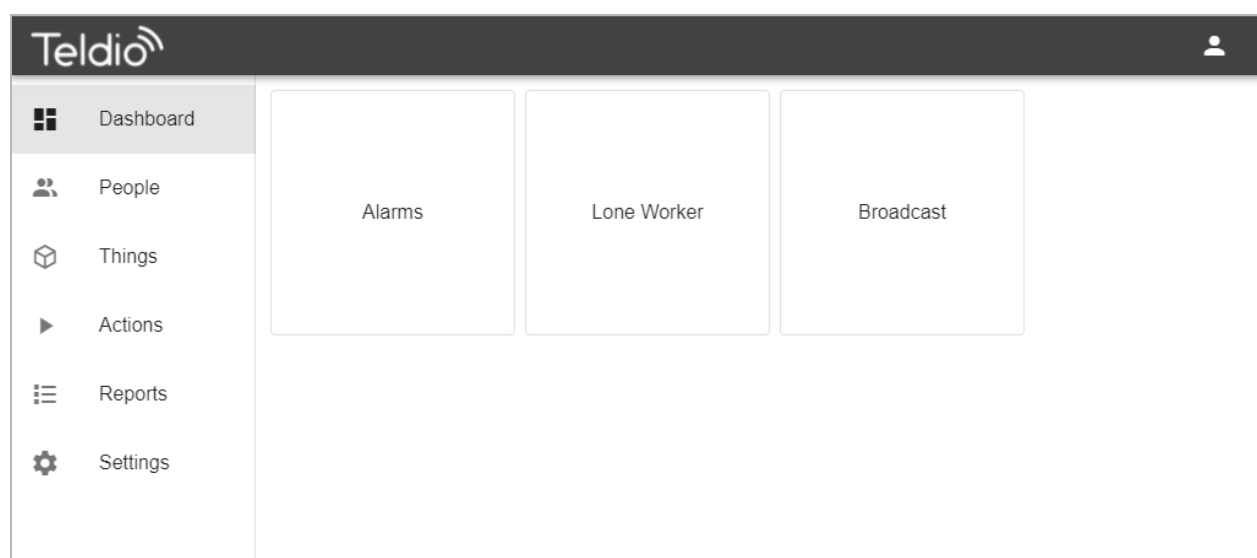 Teldio
Dashboard
People
Things
Actions
Reports
Settings
Alarms
Lone Worker
Broadcast